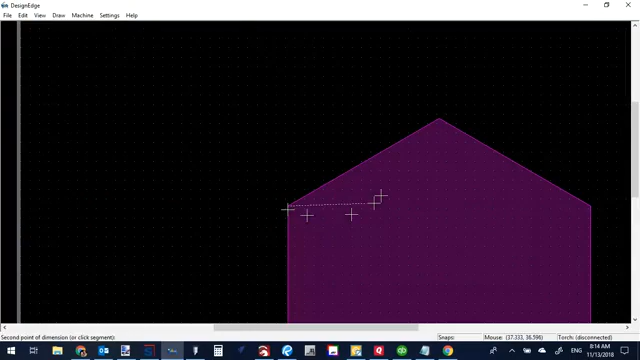 DesignEdge
File Edit View Draw Machine Settings Help
Second point of dimension (or click segment): Snaps: Mouse: (37.333, 36.596) Torch: (disconnected)
ENG 8:14 AM
11/13/2018